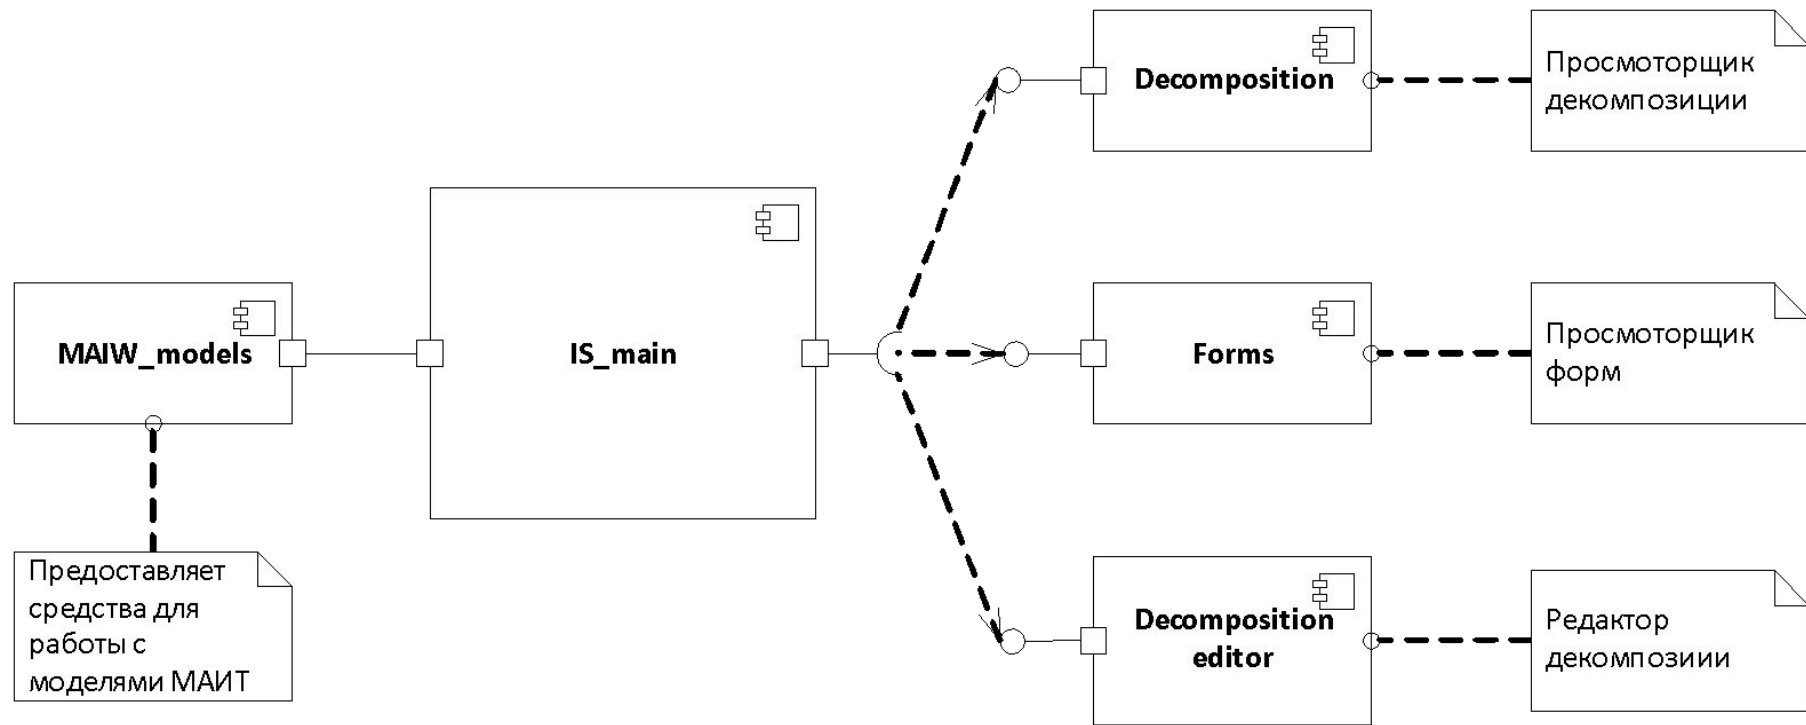 Decomposition
Просмоторщик
декомпозиции
MAIW_models
IS_main
Forms
Просмоторщик
форм
Предоставляет
средства для
работы с
моделями МАИТ
Decomposition
editor
Редактор
декомпозиии